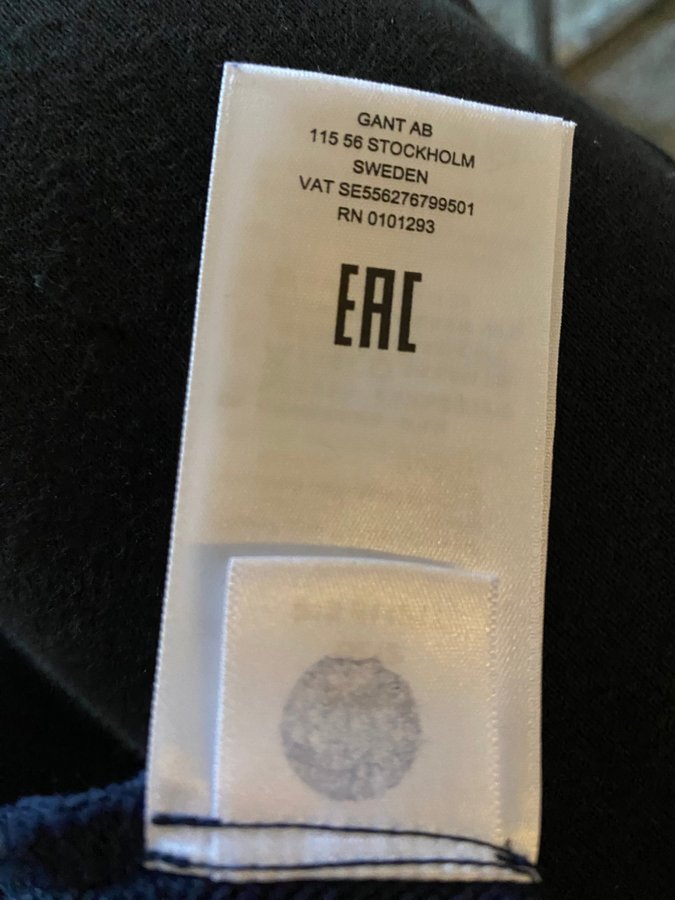 GANT AB
115 56 STOCKHOLM
SWEDEN
VAT SE556276799501
RN 0101293
EAC